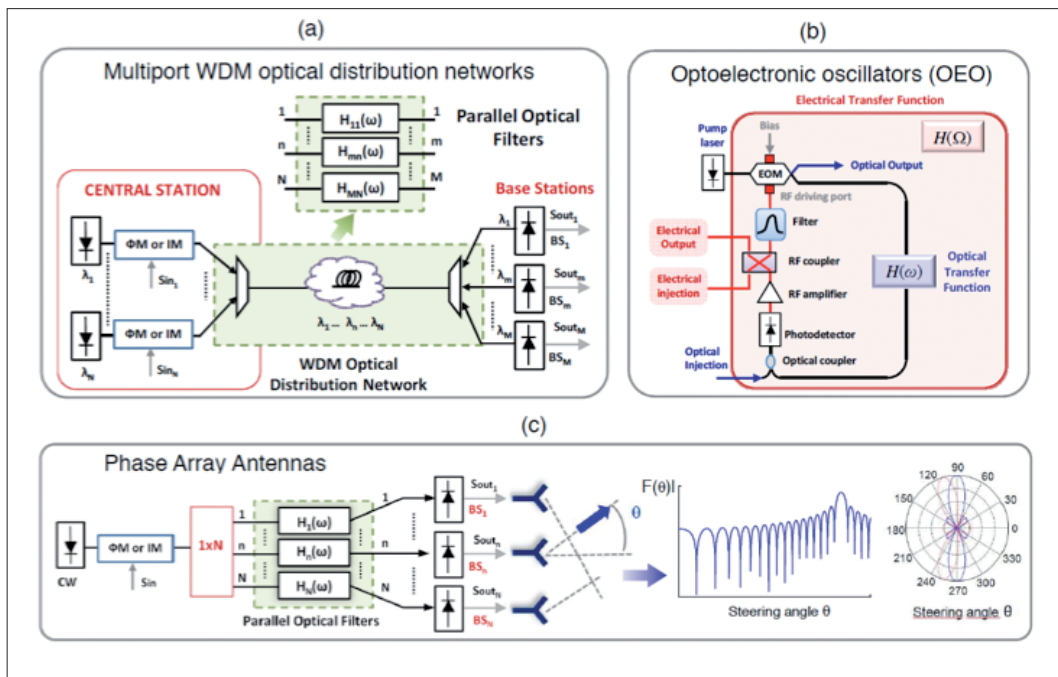 (a)
Multiport WDM optical distribution networks
1 H11(ω) 1
n Hmn(ω) m
N HMN(ω) M
Parallel Optical
Filters
CENTRAL STATION
λ1
ΦM or IM
Sin1
λN
ΦM or IM
SinN
λ1 ... λn ... λN
WDM Optical
Distribution Network
Base Stations
λ1
Sout1
BS1
λm
Soutm
BSm
λM
SoutM
BSM
(b)
Optoelectronic oscillators (OEO)
Electrical Transfer Function
H(Ω)
Pump
laser
Bias
EOM
Optical Output
RF driving port
Filter
Electrical
Output
RF coupler
Electrical
injection
RF amplifier
H(ω)
Optical
Transfer
Function
Photodetector
Optical coupler
Optical
Injection
(c)
Phase Array Antennas
CW
ΦM or IM
Sin
1xN
1 H1(ω) 1
n Hn(ω) n
N HN(ω) N
Parallel Optical Filters
Sout1
BS1
Soutn
BSn
SoutN
BSN
θ
F(θ)l
Steering angle θ
90
120 60
150 30
180 0
210 330
240 300
270
Steering angle θ